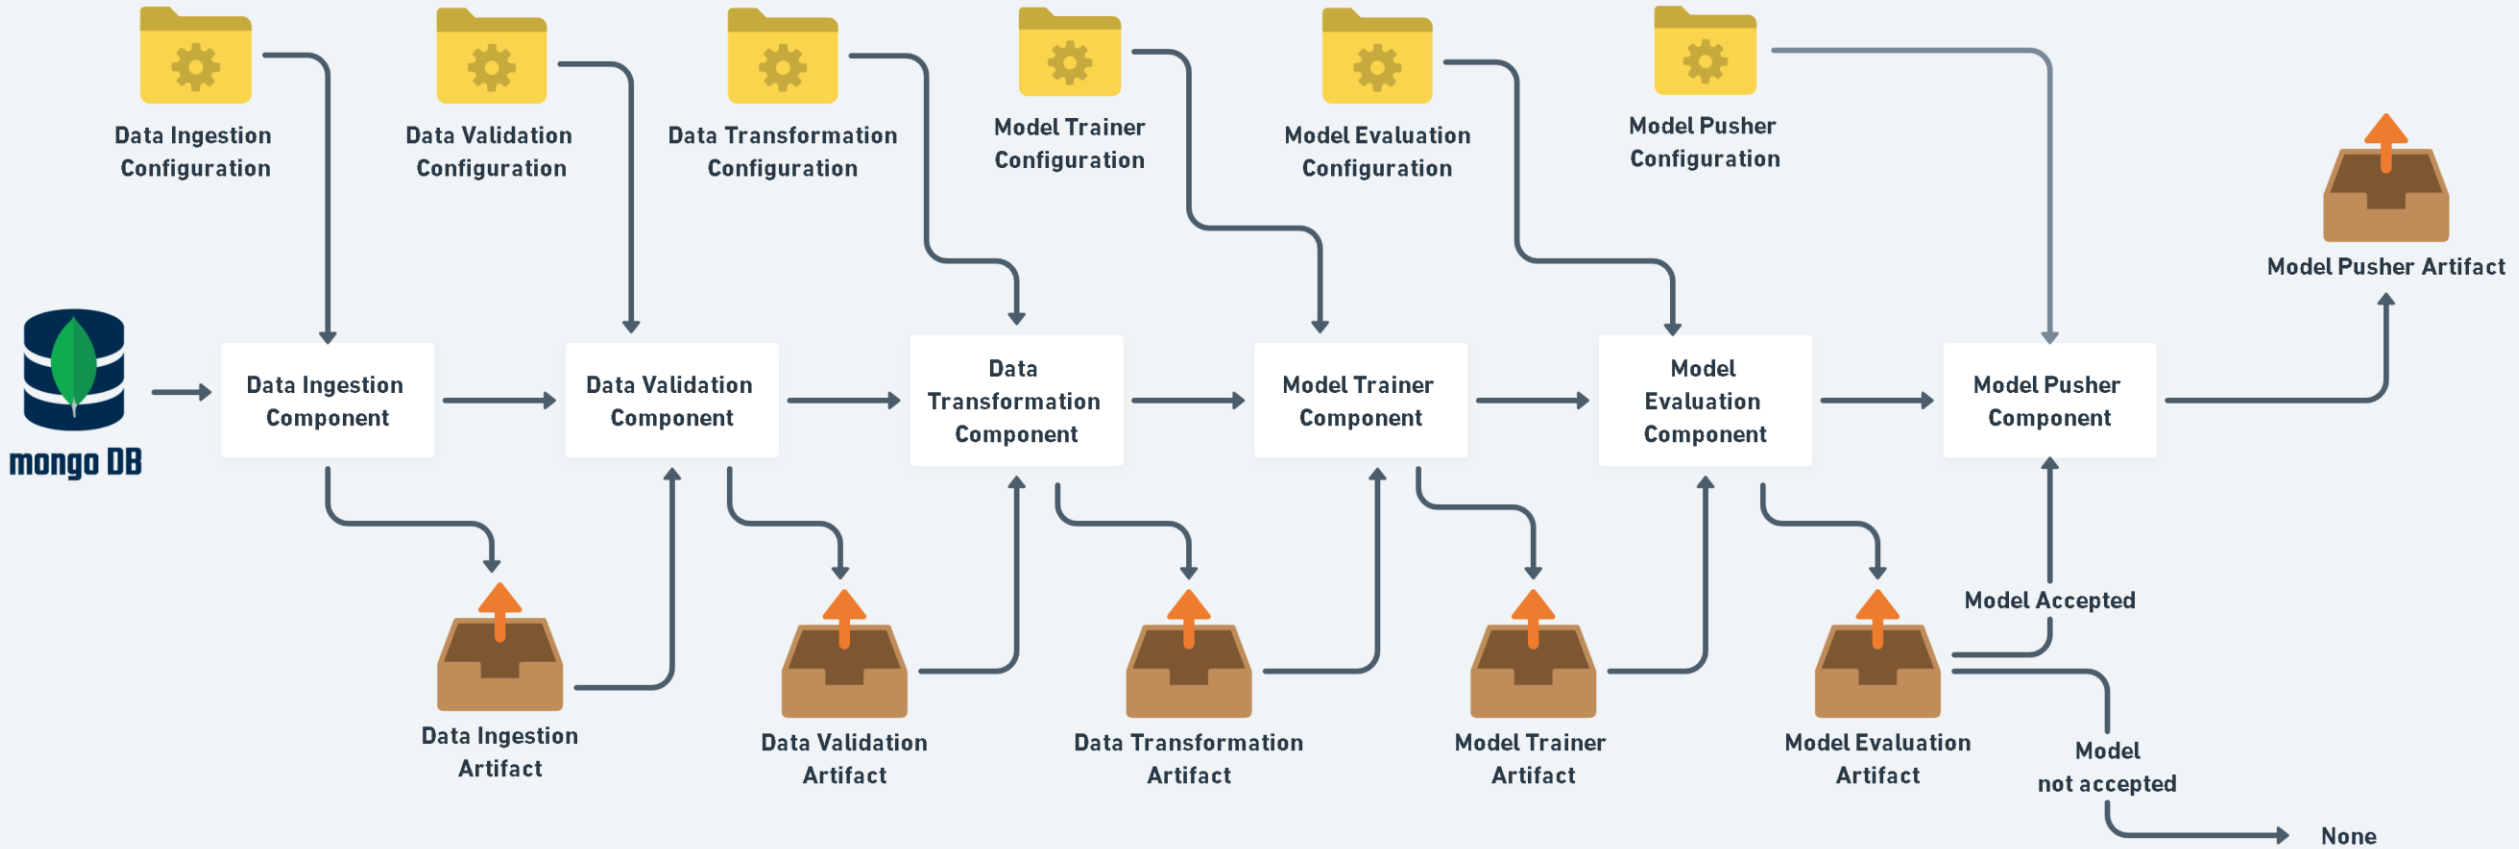 Data Ingestion
Configuration
Data Validation
Configuration
Data Transformation
Configuration
Model Trainer
Configuration
Model Evaluation
Configuration
Model Pusher
Configuration
Model Pusher Artifact
mongo DB
Data Ingestion
Component
Data Validation
Component
Data
Transformation
Component
Model Trainer
Component
Model
Evaluation
Component
Model Pusher
Component
Model Accepted
Data Ingestion
Artifact
Data Validation
Artifact
Data Transformation
Artifact
Model Trainer
Artifact
Model Evaluation
Artifact
Model
not accepted
None